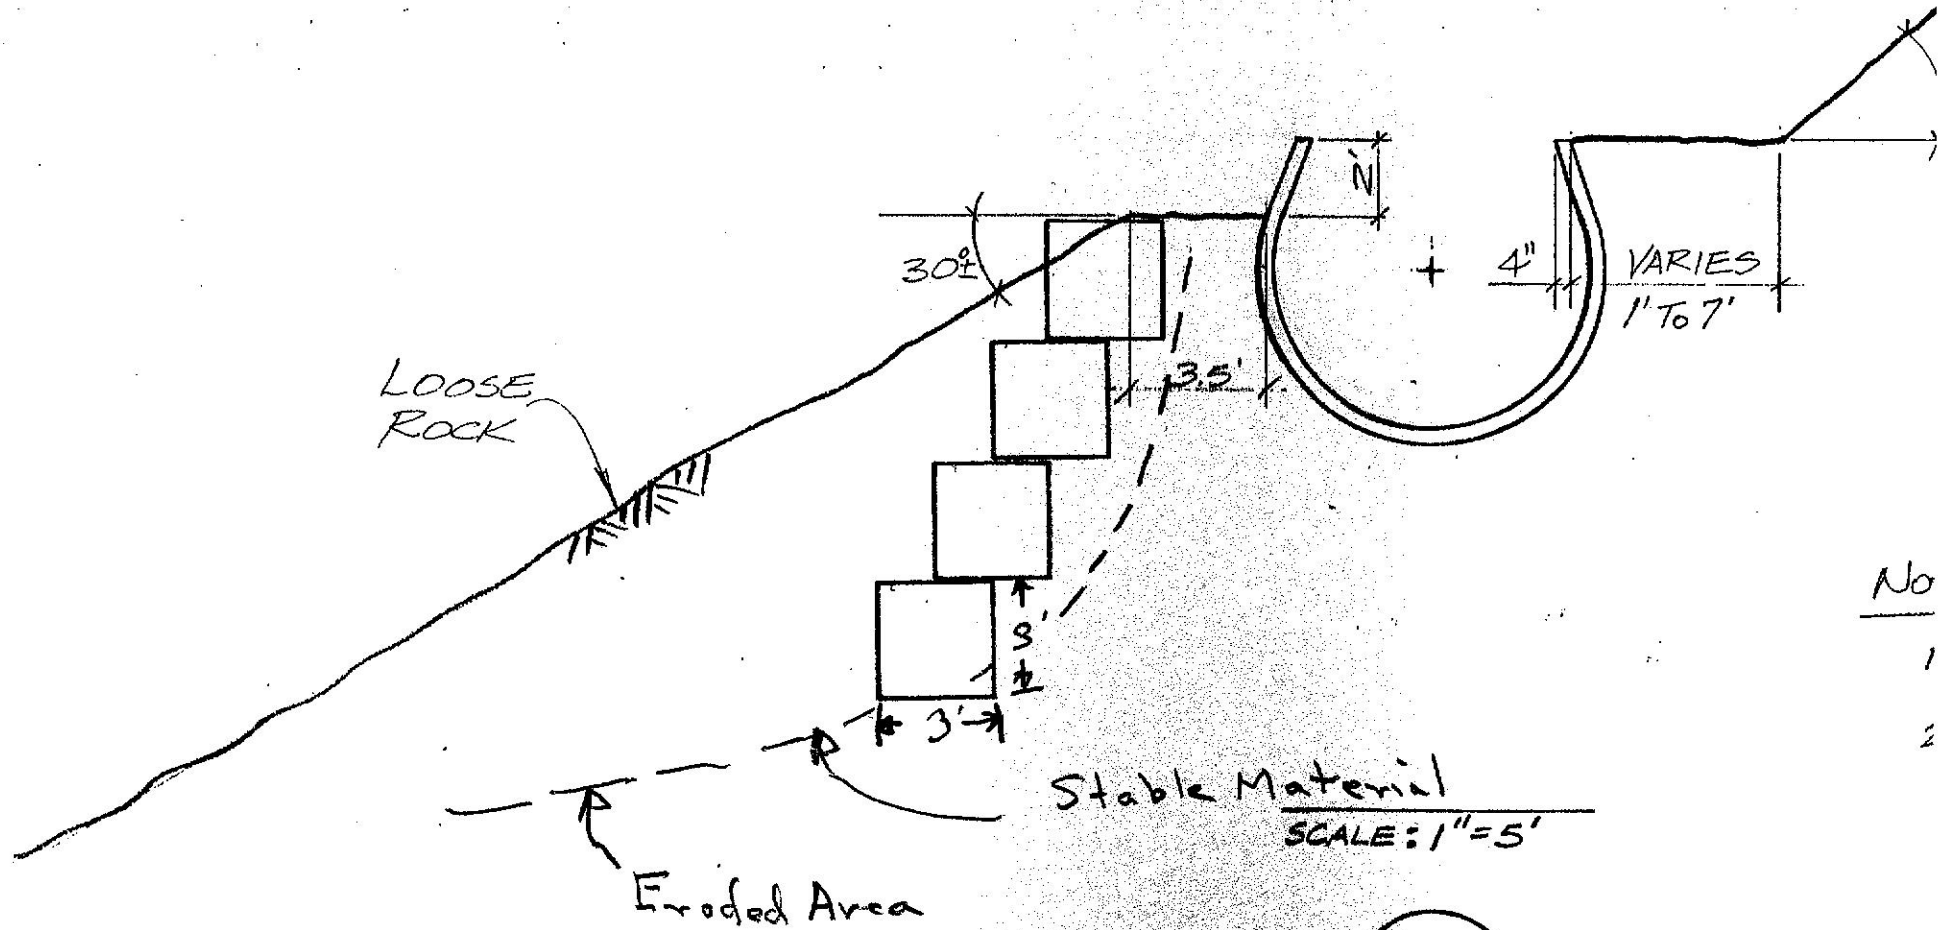 30°±
LOOSE
ROCK
3.5'
4"
VARIES
1' To 7'
3'
3'
Stable Material
SCALE: 1"=5'
Eroded Area
No
1
2